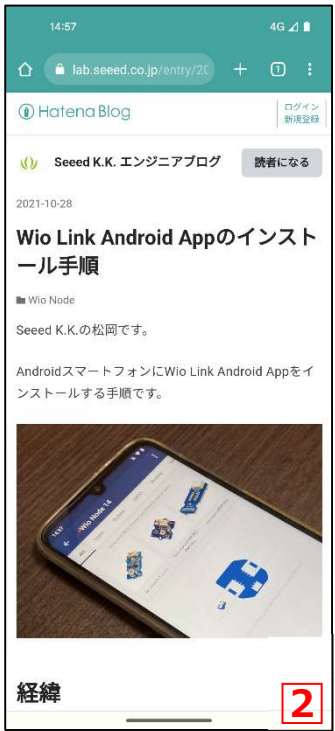 14:57
4G
lab.seeed.co.jp/entry/20
1
Hatena Blog
ログイン
新規登録
Seeed K.K. エンジニアブログ
読者になる
2021-10-28
Wio Link Android Appのインスト
ール手順
Wio Node
Seeed K.K.の松岡です。
AndroidスマートフォンにWio Link Android Appをイ
ンストールする手順です。
14:37
Wio Node 14
経緯
2